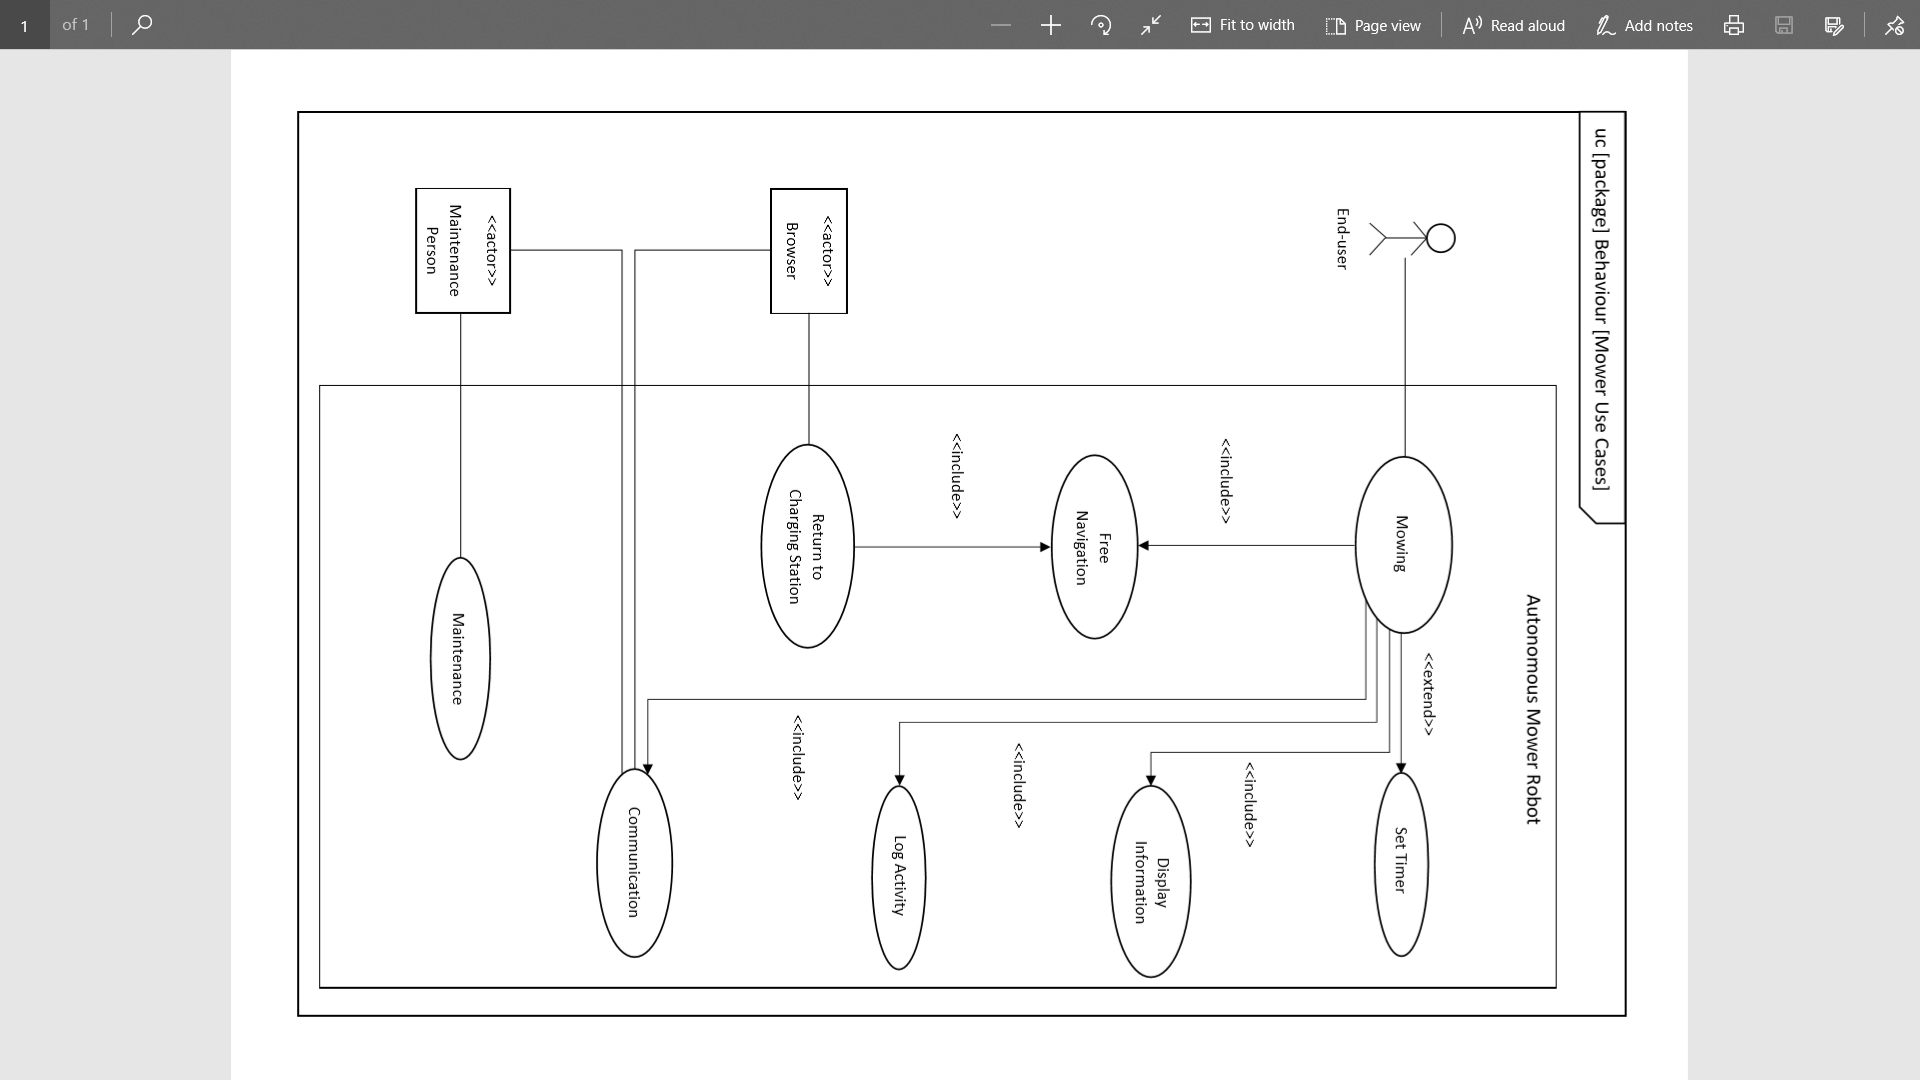 1
of 1
Fit to width
Page view
Read aloud
Add notes
uc [package] Behaviour [Mower Use Cases]
Autonomous Mower Robot
End-user
Mowing
<<extend>>
Set Timer
<<include>>
<<include>>
Display
Information
Free
Navigation
<<include>>
Log Activity
<<include>>
<<actor>>
Browser
Return to
Charging Station
<<include>>
Communication
<<actor>>
Maintenance
Person
Maintenance